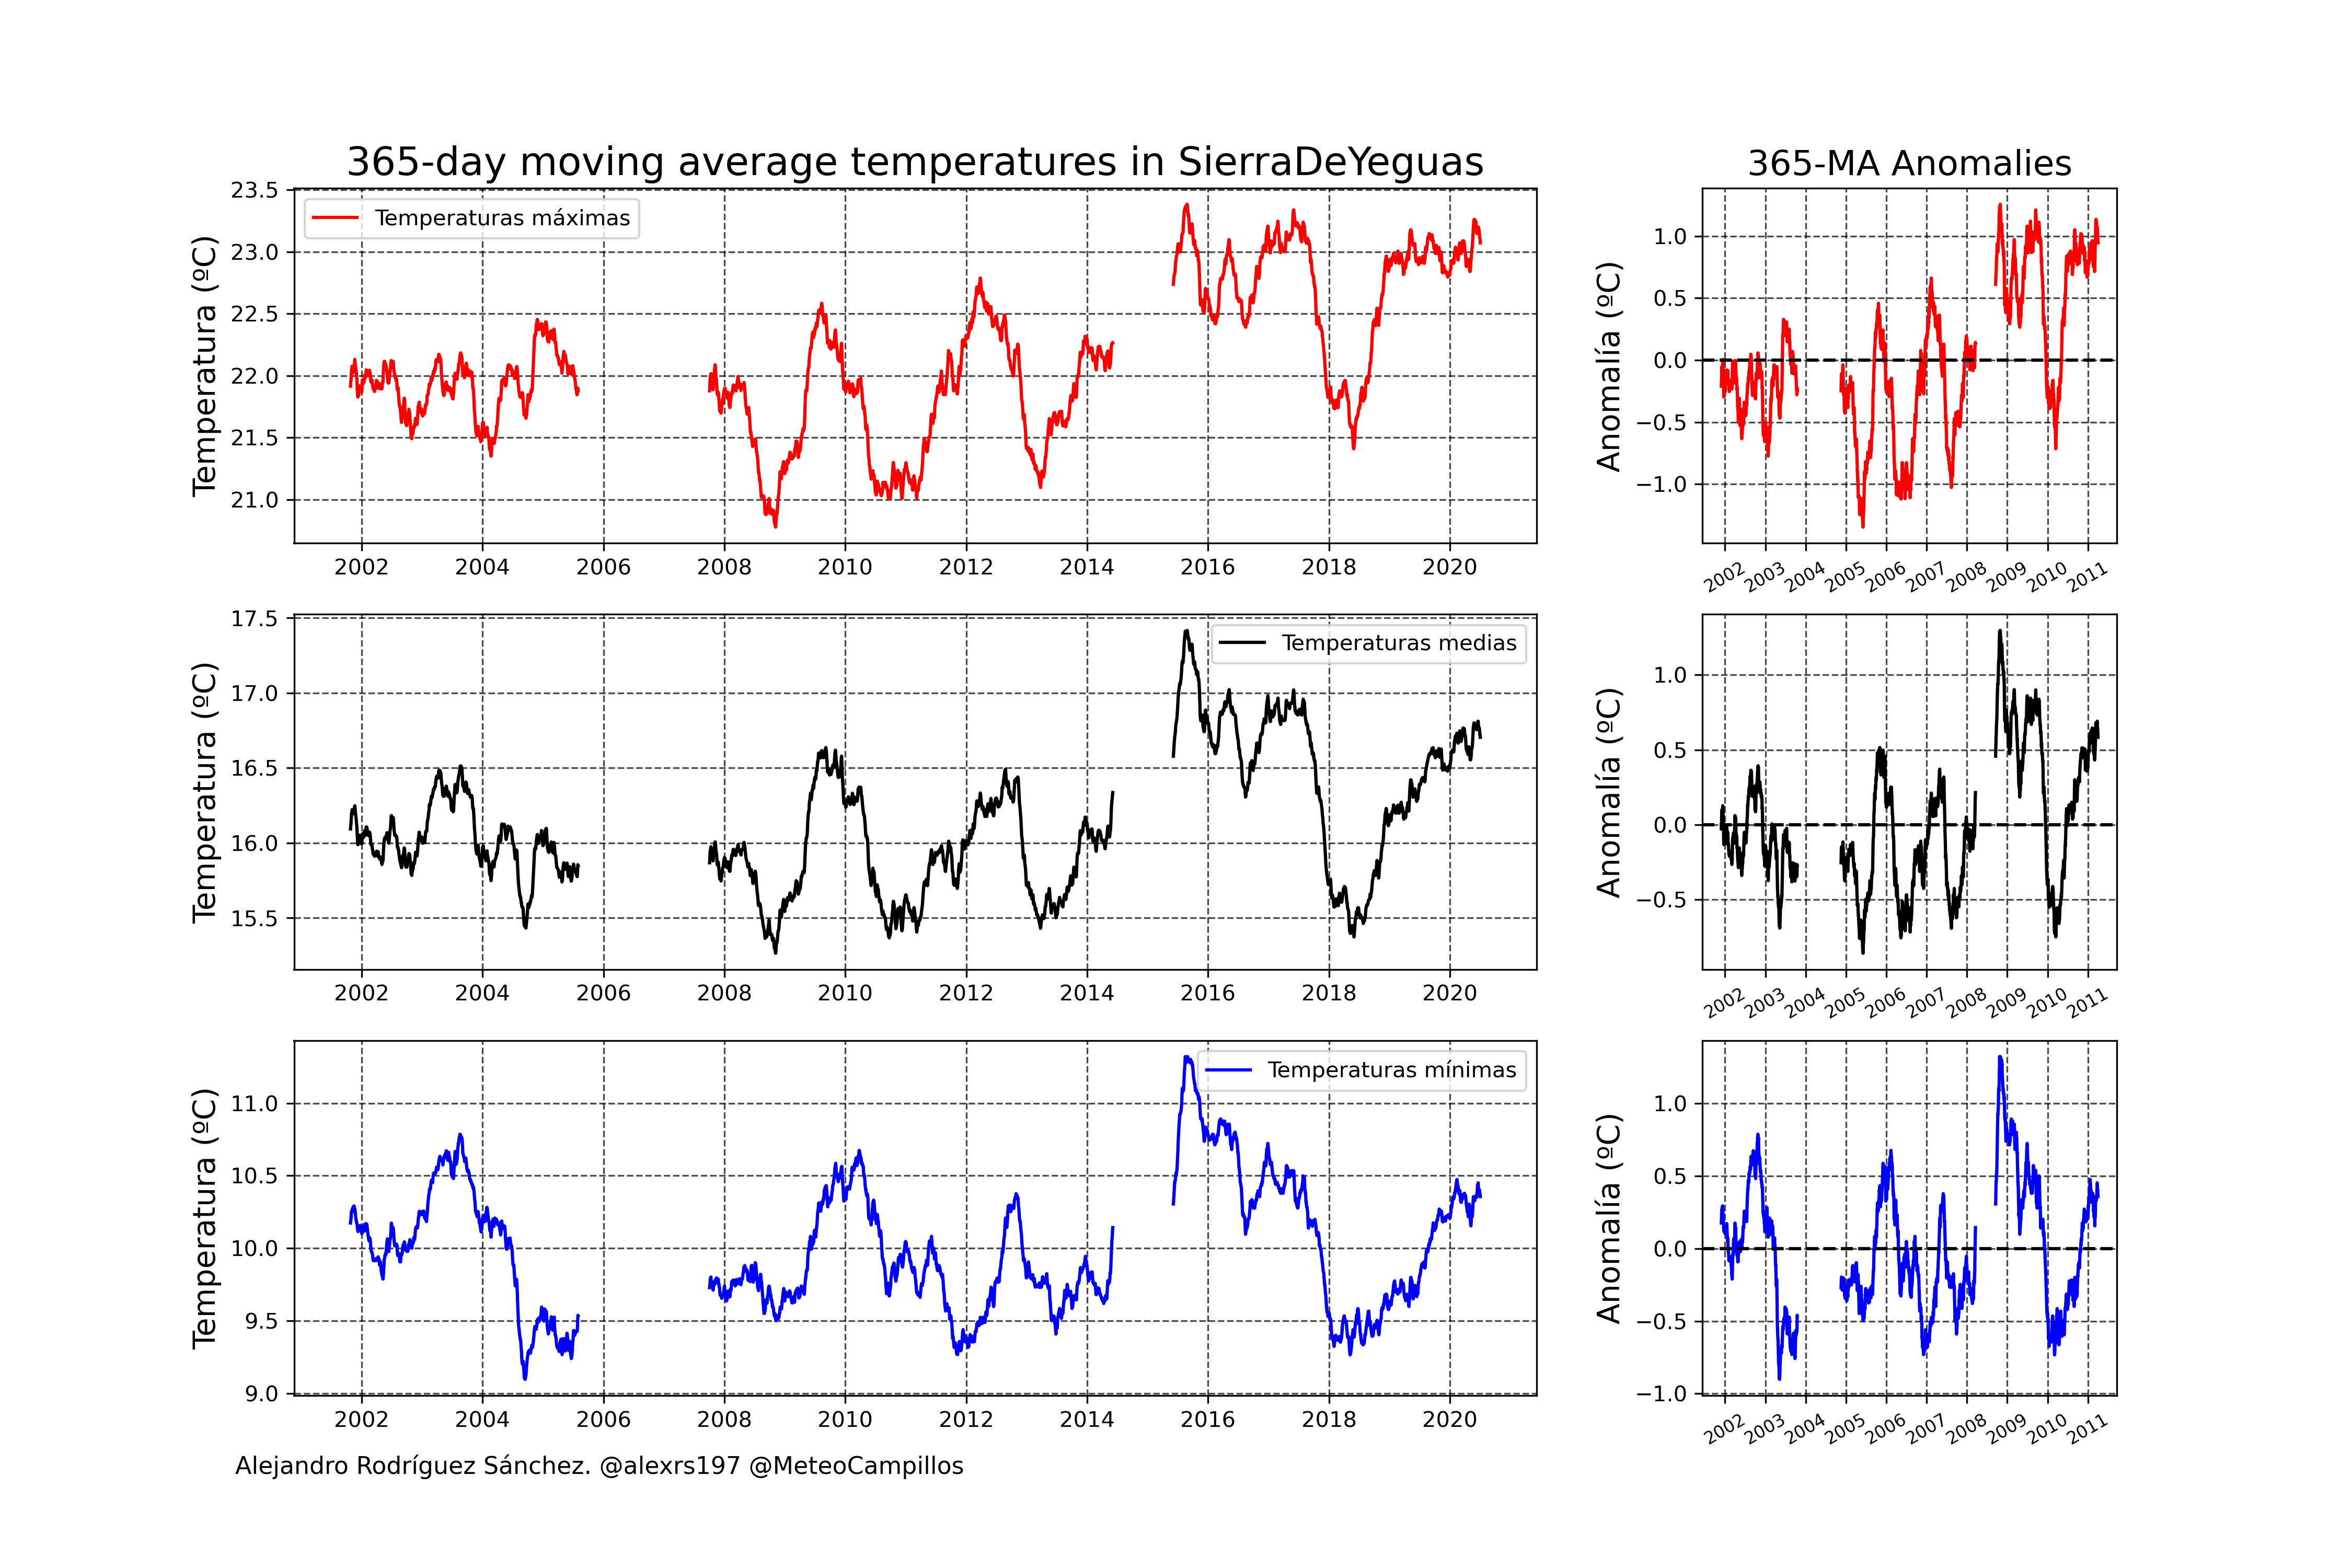 365-day moving average temperatures in SierraDeYeguas
365-MA Anomalies
Temperatura (ºC)
23.5
23.0
22.5
22.0
21.5
21.0
Temperaturas máximas
2002 2004 2006 2008 2010 2012 2014 2016 2018 2020
Anomalía (ºC)
1.0
0.5
0.0
−0.5
−1.0
2002 2003 2004 2005 2006 2007 2008 2009 2010 2011
Temperatura (ºC)
17.5
17.0
16.5
16.0
15.5
Temperaturas medias
2002 2004 2006 2008 2010 2012 2014 2016 2018 2020
Anomalía (ºC)
1.0
0.5
0.0
−0.5
2002 2003 2004 2005 2006 2007 2008 2009 2010 2011
Temperatura (ºC)
11.0
10.5
10.0
9.5
9.0
Temperaturas mínimas
2002 2004 2006 2008 2010 2012 2014 2016 2018 2020
Anomalía (ºC)
1.0
0.5
0.0
−0.5
−1.0
2002 2003 2004 2005 2006 2007 2008 2009 2010 2011
Alejandro Rodríguez Sánchez. @alexrs197 @MeteoCampillos